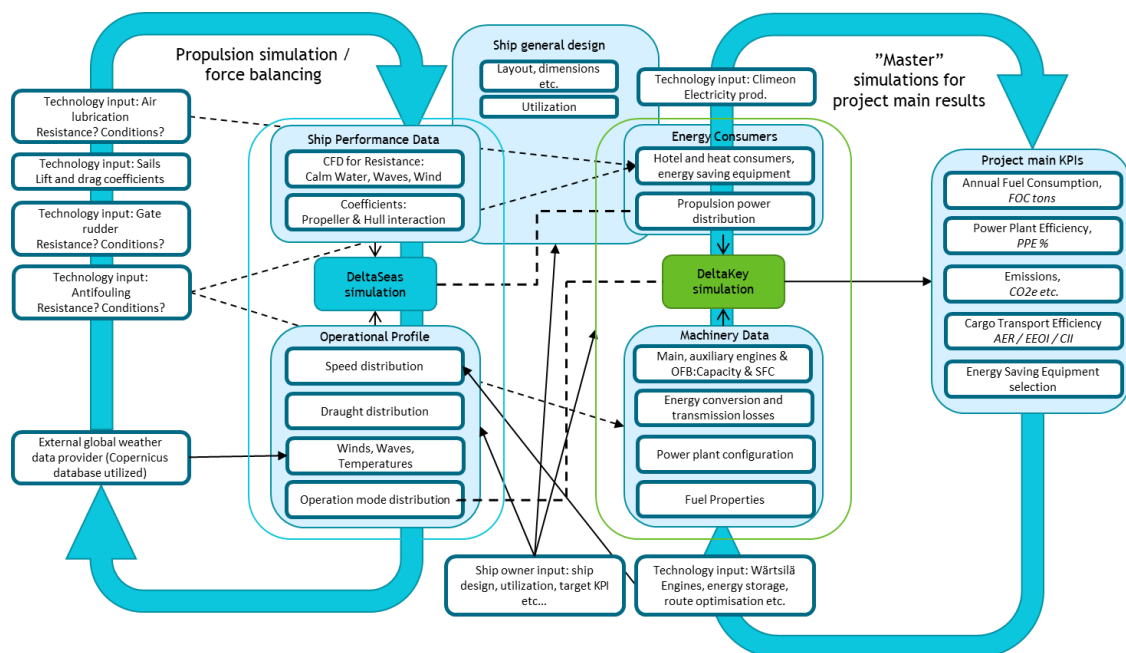 Propulsion simulation /
force balancing
Technology input: Air
lubrication
Resistance? Conditions?
Technology input: Sails
Lift and drag coefficients
Technology input: Gate
rudder
Resistance? Conditions?
Technology input:
Antifouling
Resistance? Conditions?
External global weather
data provider (Copernicus
database utilized)
Ship general design
Layout, dimensions
etc.
Utilization
Ship Performance Data
CFD for Resistance:
Calm Water, Waves, Wind
Coefficients:
Propeller & Hull interaction
DeltaSeas
simulation
Operational Profile
Speed distribution
Draught distribution
Winds, Waves,
Temperatures
Operation mode distribution
Technology input: Climeon
Electricity prod.
Energy Consumers
Hotel and heat consumers,
energy saving equipment
Propulsion power
distribution
DeltaKey
simulation
Machinery Data
Main, auxiliary engines &
OFB:Capacity & SFC
Energy conversion and
transmission losses
Power plant configuration
Fuel Properties
Ship owner input: ship
design, utilization, target KPI
etc…
Technology input: Wärtsilä
Engines, energy storage,
route optimisation etc.
”Master”
simulations for
project main results
Project main KPIs
Annual Fuel Consumption,
FOC tons
Power Plant Efficiency,
PPE %
Emissions,
CO2e etc.
Cargo Transport Efficiency
AER / EEOI / CII
Energy Saving Equipment
selection